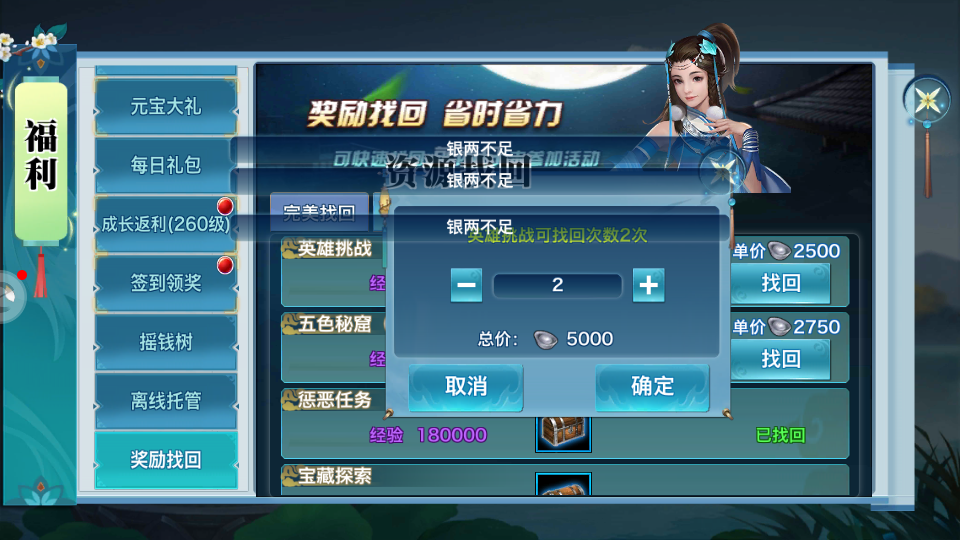 福利
元宝大礼
每日礼包
成长返利(260级)
签到领奖
摇钱树
离线托管
奖励找回
奖励找回 省时省力
银两不足
资源找回
银两不足
完美找回
银两不足
英雄挑战可找回次数2次
2
总价: 5000
取消
确定
英雄挑战
经
单价 2500
找回
五色秘窟
经
单价 2750
找回
惩恶任务
经验 180000
已找回
宝藏探索